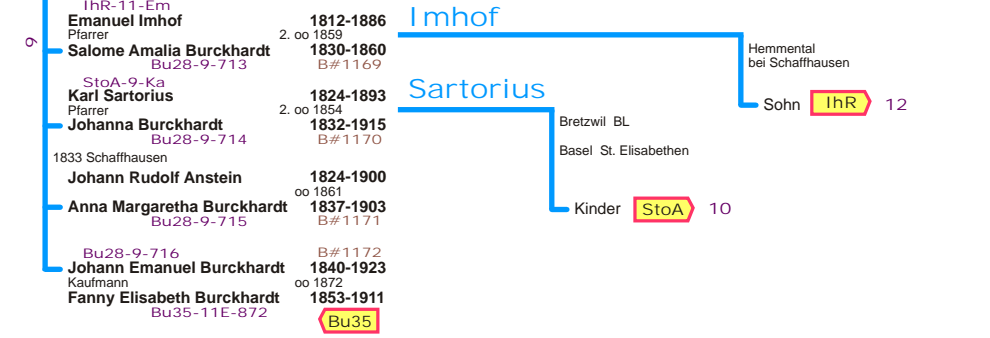 IhR-11-Em
Imhof
Emanuel Imhof 1812-1886
Pfarrer 2. oo 1859
Salome Amalia Burckhardt 1830-1860
Bu28-9-713 B#1169
9
Hemmental
bei Schaffhausen
Sohn IhR 12
StoA-9-Ka
Sartorius
Karl Sartorius 1824-1893
Pfarrer 2. oo 1854
Johanna Burckhardt 1832-1915
Bu28-9-714 B#1170
Bretzwil BL
Basel St. Elisabethen
Kinder StoA 10
1833 Schaffhausen
Johann Rudolf Anstein 1824-1900
oo 1861
Anna Margaretha Burckhardt 1837-1903
Bu28-9-715 B#1171
Bu28-9-716 B#1172
Johann Emanuel Burckhardt 1840-1923
Kaufmann oo 1872
Fanny Elisabeth Burckhardt 1853-1911
Bu35-11E-872
Bu35